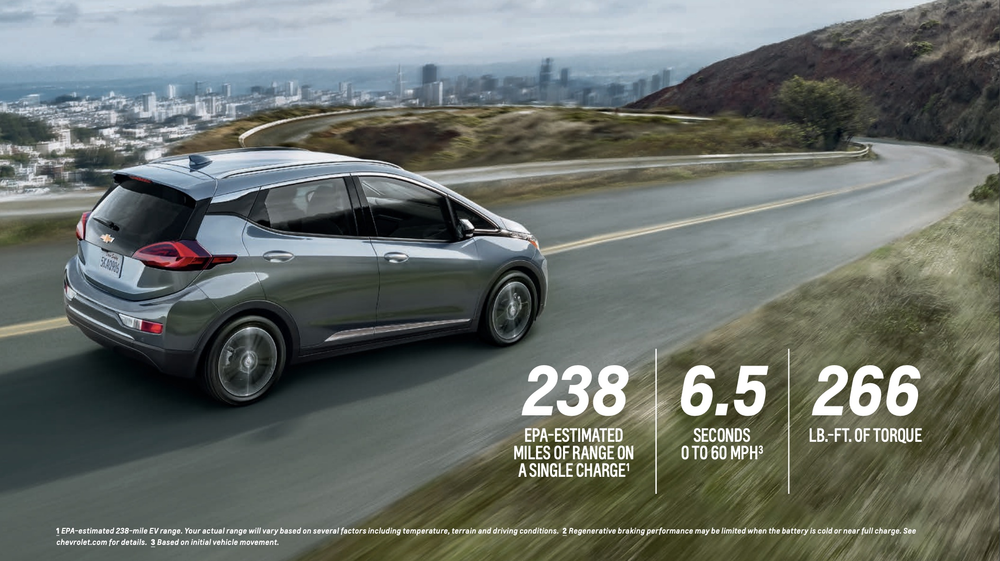 5KAQ906
238
EPA-ESTIMATED
MILES OF RANGE ON
A SINGLE CHARGE¹
6.5
SECONDS
0 TO 60 MPH³
266
LB.-FT. OF TORQUE
1 EPA-estimated 238-mile EV range. Your actual range will vary based on several factors including temperature, terrain and driving conditions. 2 Regenerative braking performance may be limited when the battery is cold or near full charge. See
chevrolet.com for details. 3 Based on initial vehicle movement.